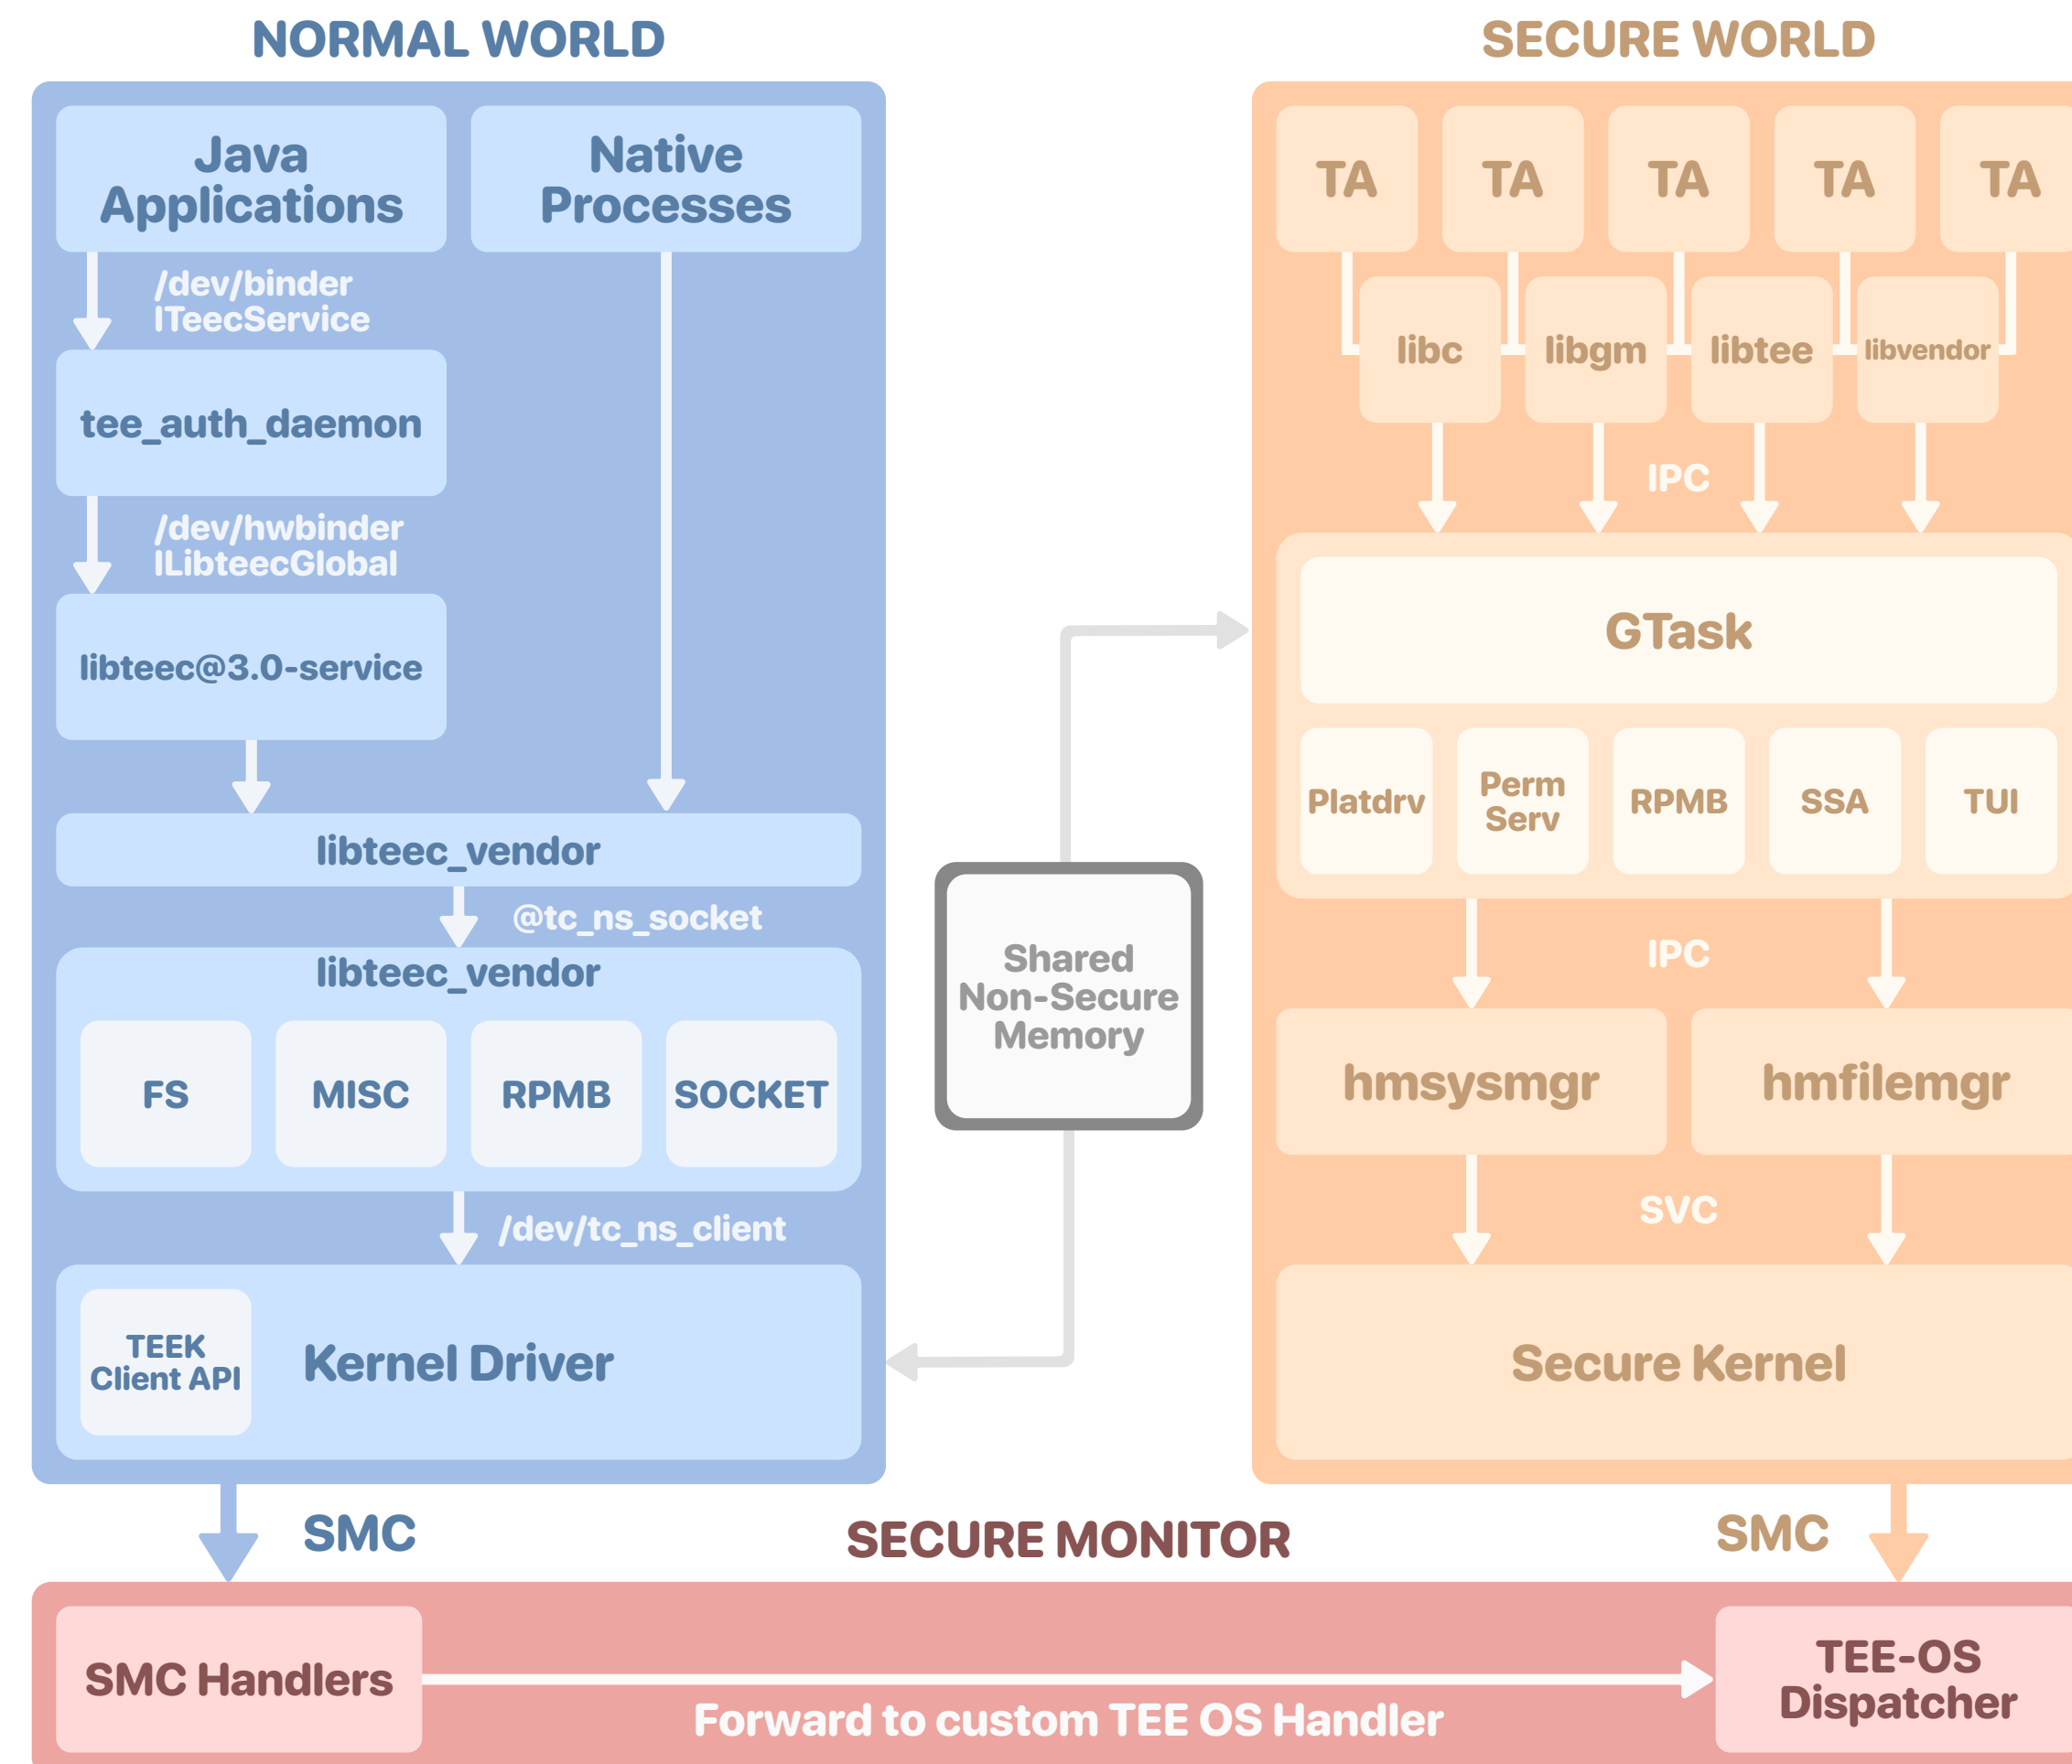 NORMAL WORLD
Java
Applications
Native
Processes
/dev/binder
ITeecService
tee_auth_daemon
/dev/hwbinder
ILibteecGlobal
libteec@3.0-service
libteec_vendor
@tc_ns_socket
libteec_vendor
FS
MISC
RPMB
SOCKET
/dev/tc_ns_client
TEEK
Client API
Kernel Driver
SMC
Shared
Non-Secure
Memory
SECURE WORLD
TA
TA
TA
TA
TA
libc
libgm
libtee
libvendor
IPC
GTask
Platdrv
Perm
Serv
RPMB
SSA
TUI
IPC
hmsysmgr
hmfilemgr
SVC
Secure Kernel
SMC
SECURE MONITOR
SMC Handlers
Forward to custom TEE OS Handler
TEE-OS
Dispatcher